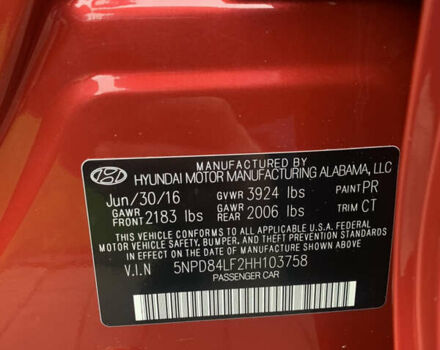 MANUFACTURED BY
HYUNDAI MOTOR MANUFACTURING ALABAMA, LLC
Jun/30/16 GVWR 3924 lbs PAINT PR
GAWR FRONT 2183 lbs GAWR REAR 2006 lbs TRIM CT
THIS VEHICLE CONFORMS TO ALL APPLICABLE U.S.A FEDERAL
MOTOR VEHICLE SAFETY, BUMPER, AND THEFT PREVENTION
STANDARDS IN EFFECT ON THE DATE OF MANUFACTURE SHOWN ABOVE.
V.I.N 5NPD84LF2HH103758
PASSENGER CAR